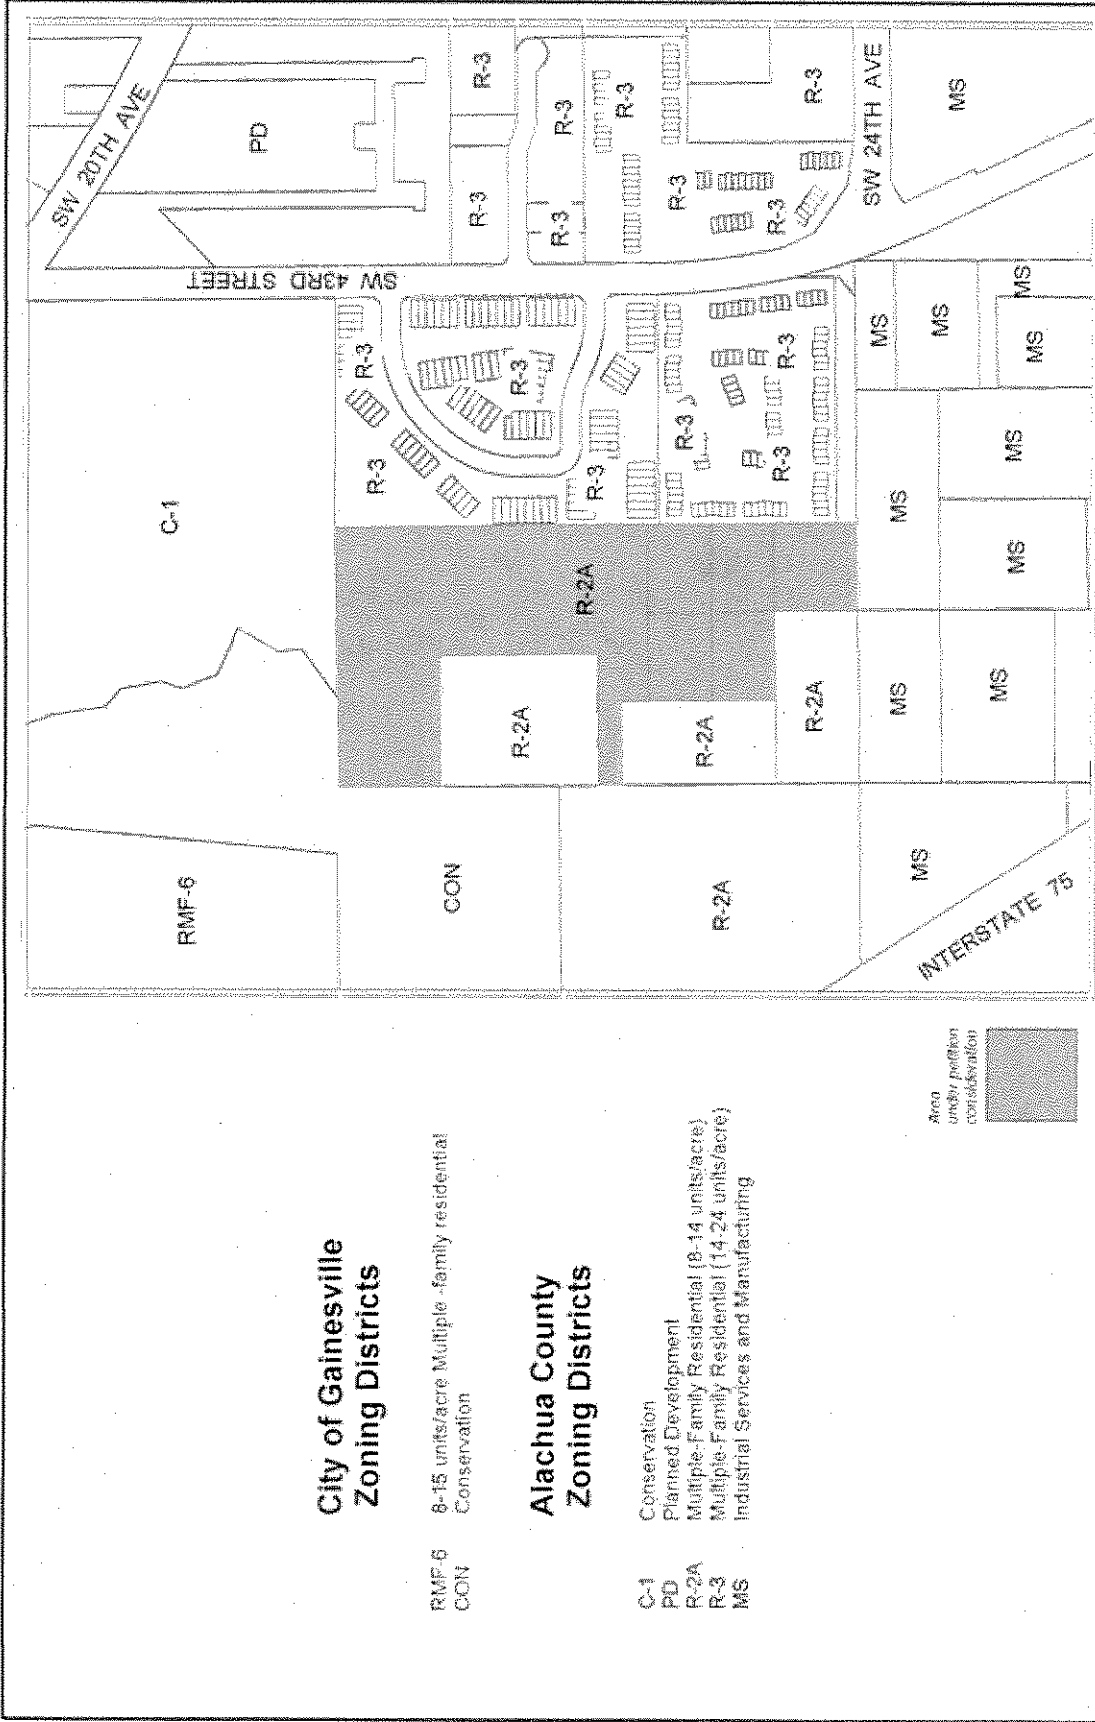 City of Gainesville
Zoning Districts
RMF-6 8-15 units/acre Multiple -family residential
CON Conservation
Alachua County
Zoning Districts
C-1 Conservation
PD Planned Development
R-2A Multiple-Family Residential (8-14 units/acre)
R-3 Multiple-Family Residential (14-24 units/acre)
MS Industrial Services and Manufacturing
Area
under petition
consideration
SW 20TH AVE
RMF-6
C-1
PD
SW 43RD STREET
R-3
R-3
CON
R-3
R-3
R-2A
R-3
R-3
R-3
R-2A
R-3
R-3
R-2A
R-3
R-3
R-2A
R-3
R-3
R-3
R-3
R-2A
SW 24TH AVE
MS
MS
MS
MS
MS
MS
INTERSTATE 75
MS
MS
MS
MS
MS